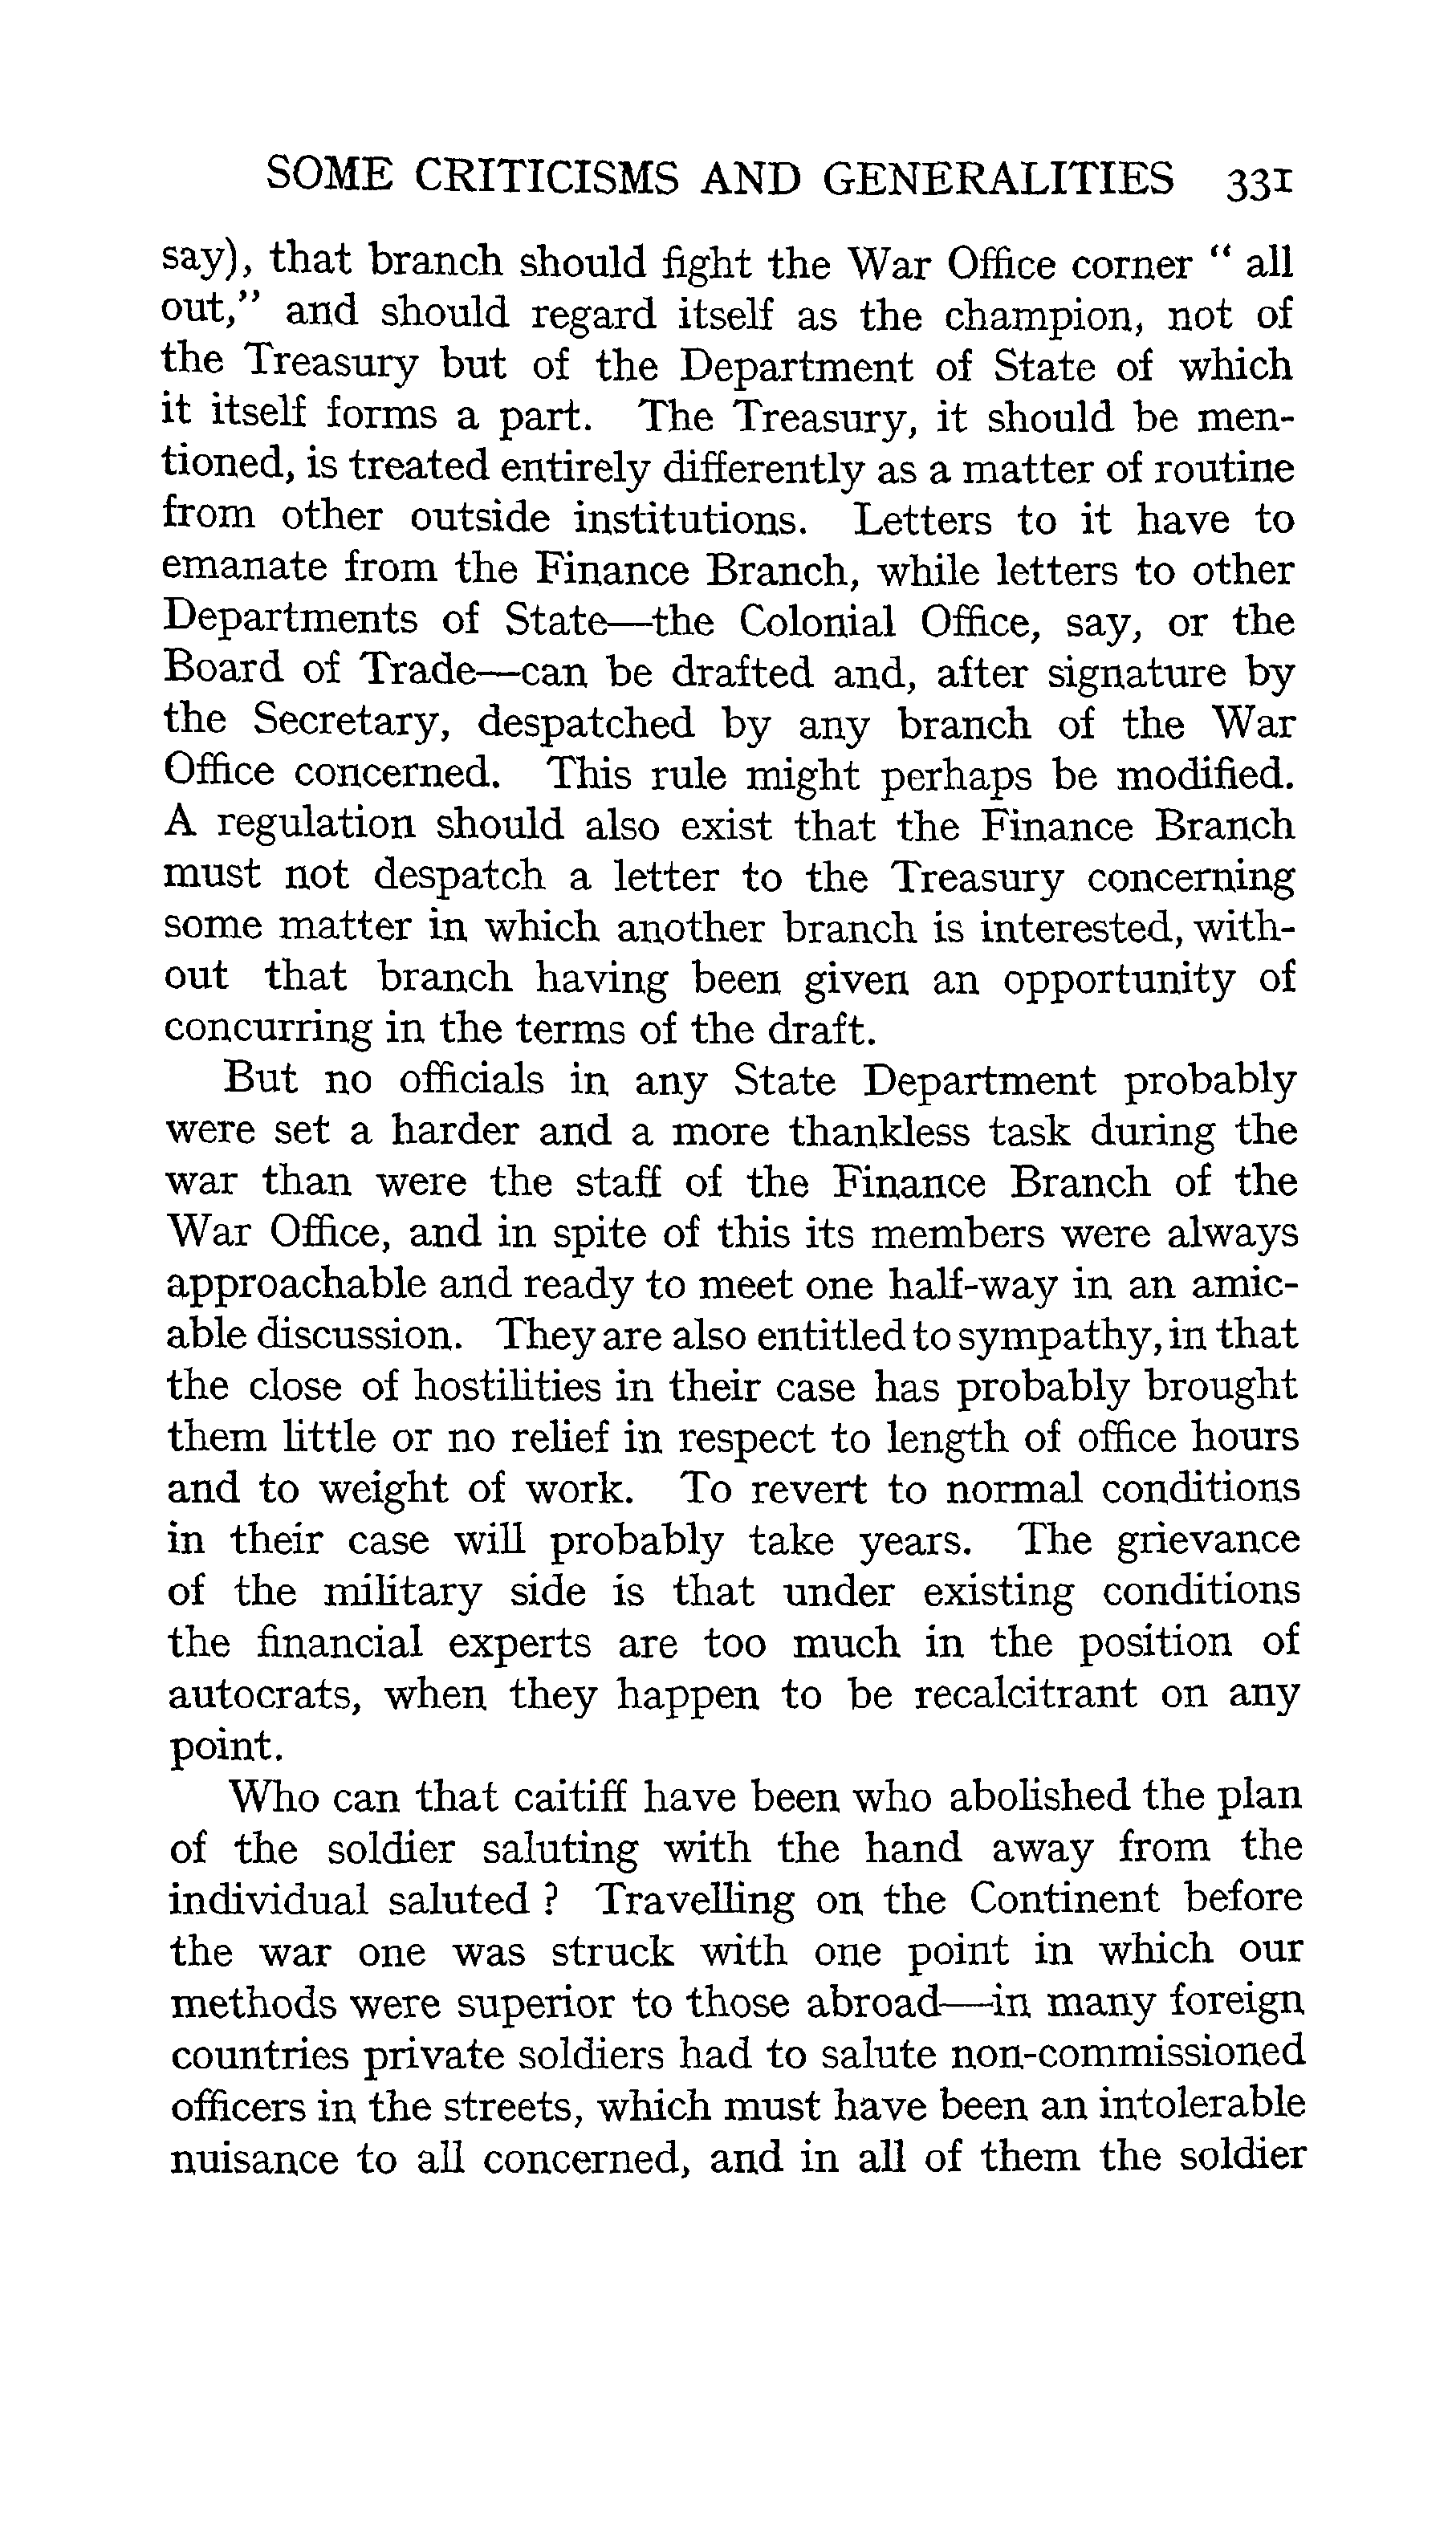 SOME CRITICISMS AND GENERALITIES 331
say), that branch should fight the War Office corner " all
out," and should regard itself as the champion, not of
the Treasury but of the Department of State of which
it itself forms a part. The Treasury, it should be men-
tioned, is treated entirely differently as a matter of routine
from other outside institutions. Letters to it have to
emanate from the Finance Branch, while letters to other
Departments of State—the Colonial Office, say, or the
Board of Trade—can be drafted and, after signature by
the Secretary, despatched by any branch of the War
Office concerned. This rule might perhaps be modified.
A regulation should also exist that the Finance Branch
must not despatch a letter to the Treasury concerning
some matter in which another branch is interested, with-
out that branch having been given an opportunity of
concurring in the terms of the draft.
But no officials in any State Department probably
were set a harder and a more thankless task during the
war than were the staff of the Finance Branch of the
War Office, and in spite of this its members were always
approachable and ready to meet one half-way in an amic-
able discussion. They are also entitled to sympathy, in that
the close of hostilities in their case has probably brought
them little or no relief in respect to length of office hours
and to weight of work. To revert to normal conditions
in their case will probably take years. The grievance
of the military side is that under existing conditions
the financial experts are too much in the position of
autocrats, when they happen to be recalcitrant on any
point.
Who can that caitiff have been who abolished the plan
of the soldier saluting with the hand away from the
individual saluted ? Travelling on the Continent before
the war one was struck with one point in which our
methods were superior to those abroad—in many foreign
countries private soldiers had to salute non-commissioned
officers in the streets, which must have been an intolerable
nuisance to all concerned, and in all of them the soldier